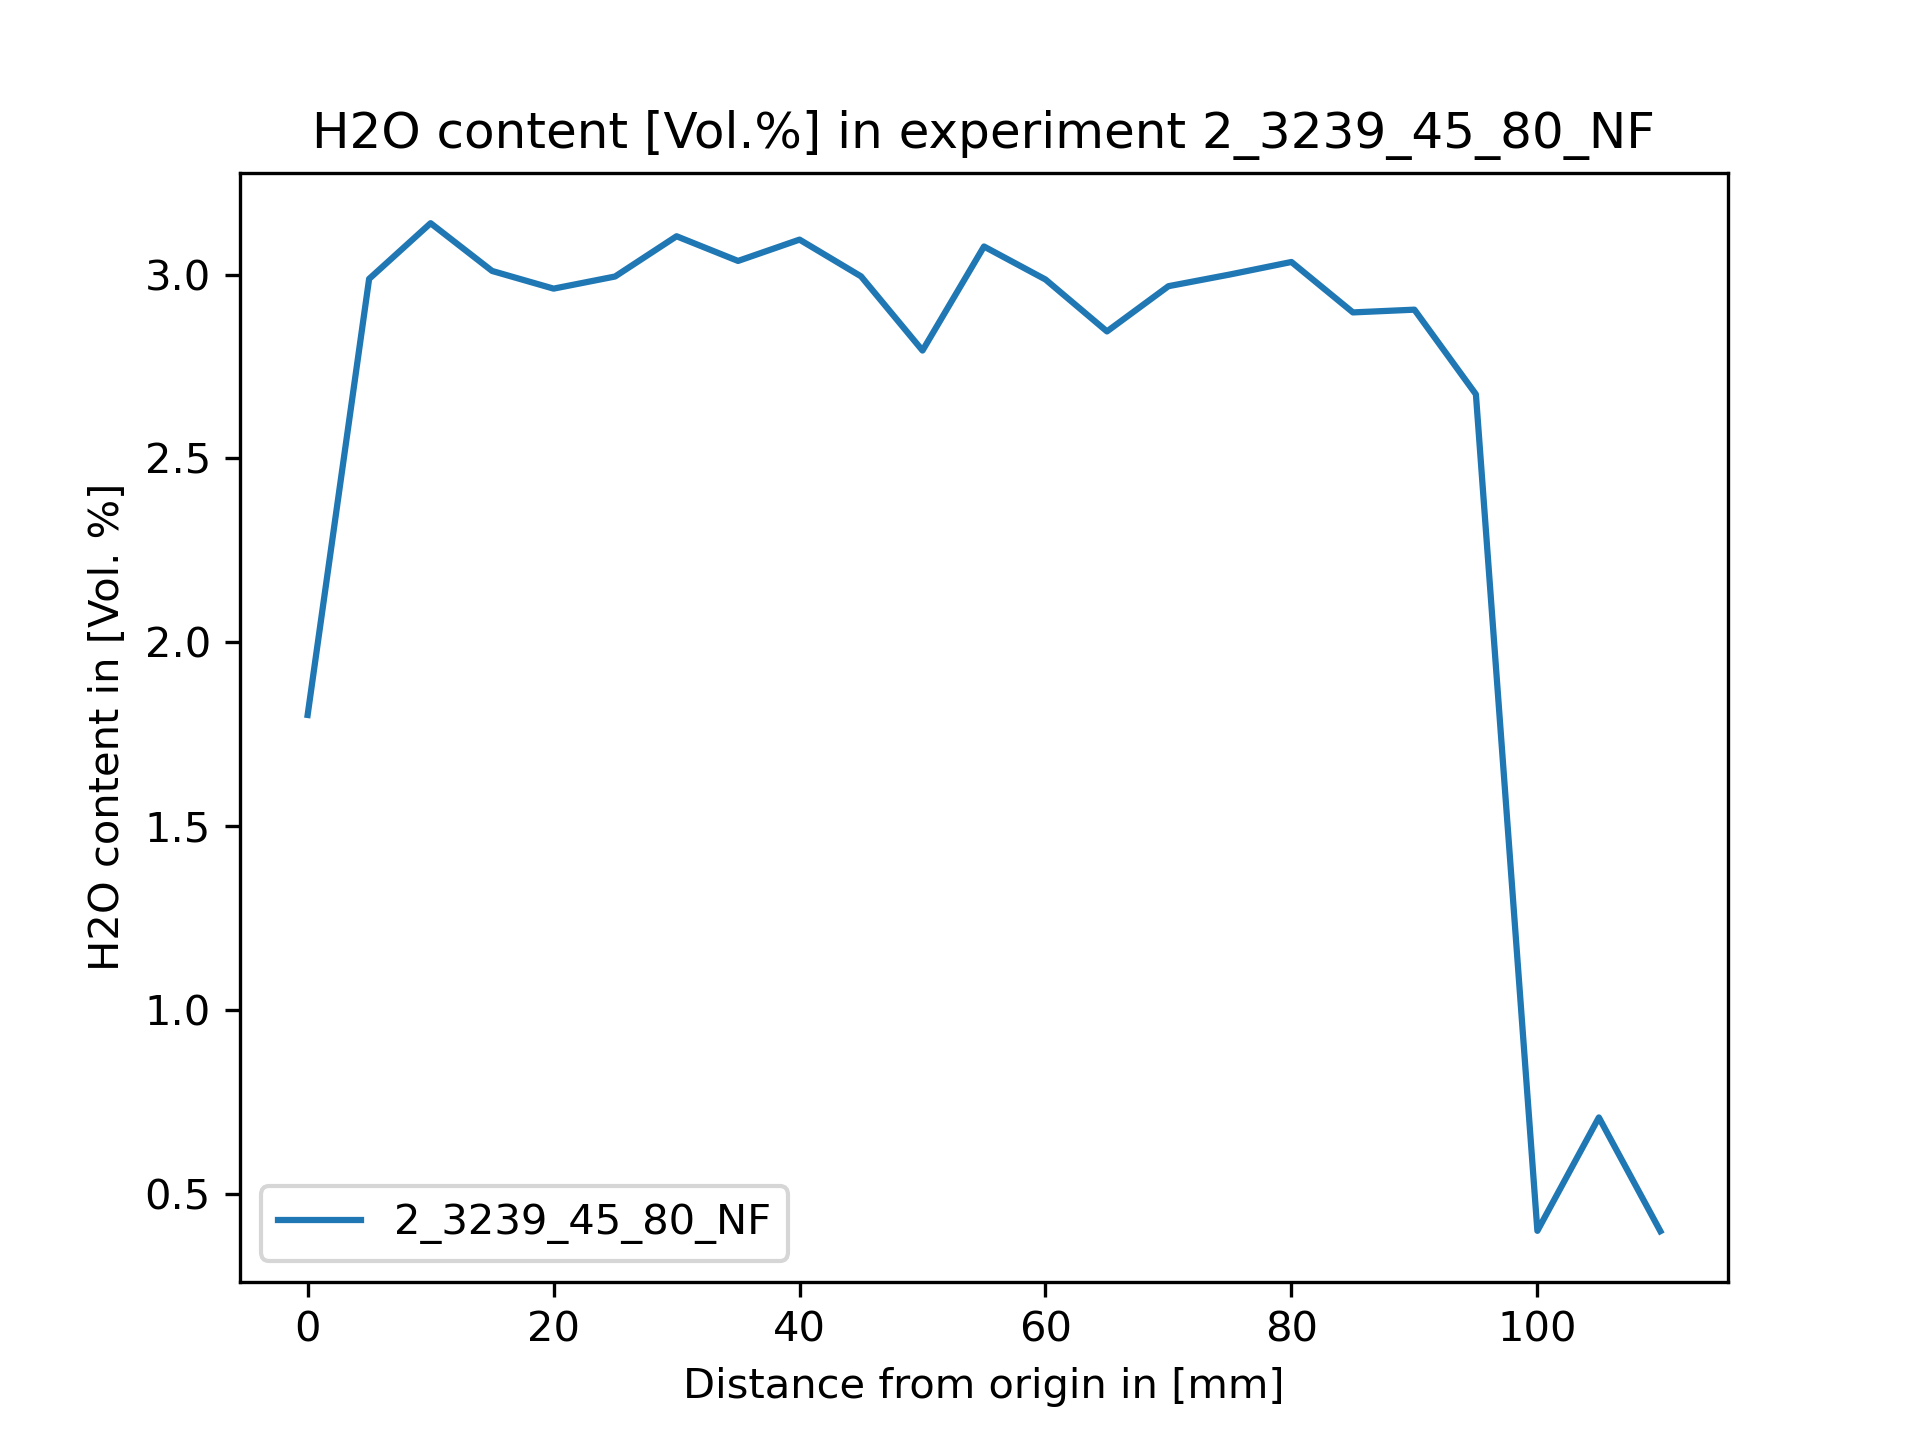 H2O content [Vol.%] in experiment 2_3239_45_80_NF
H2O content in [Vol. %]
3.0
2.5
2.0
1.5
1.0
0.5
2_3239_45_80_NF
0 20 40 60 80 100
Distance from origin in [mm]